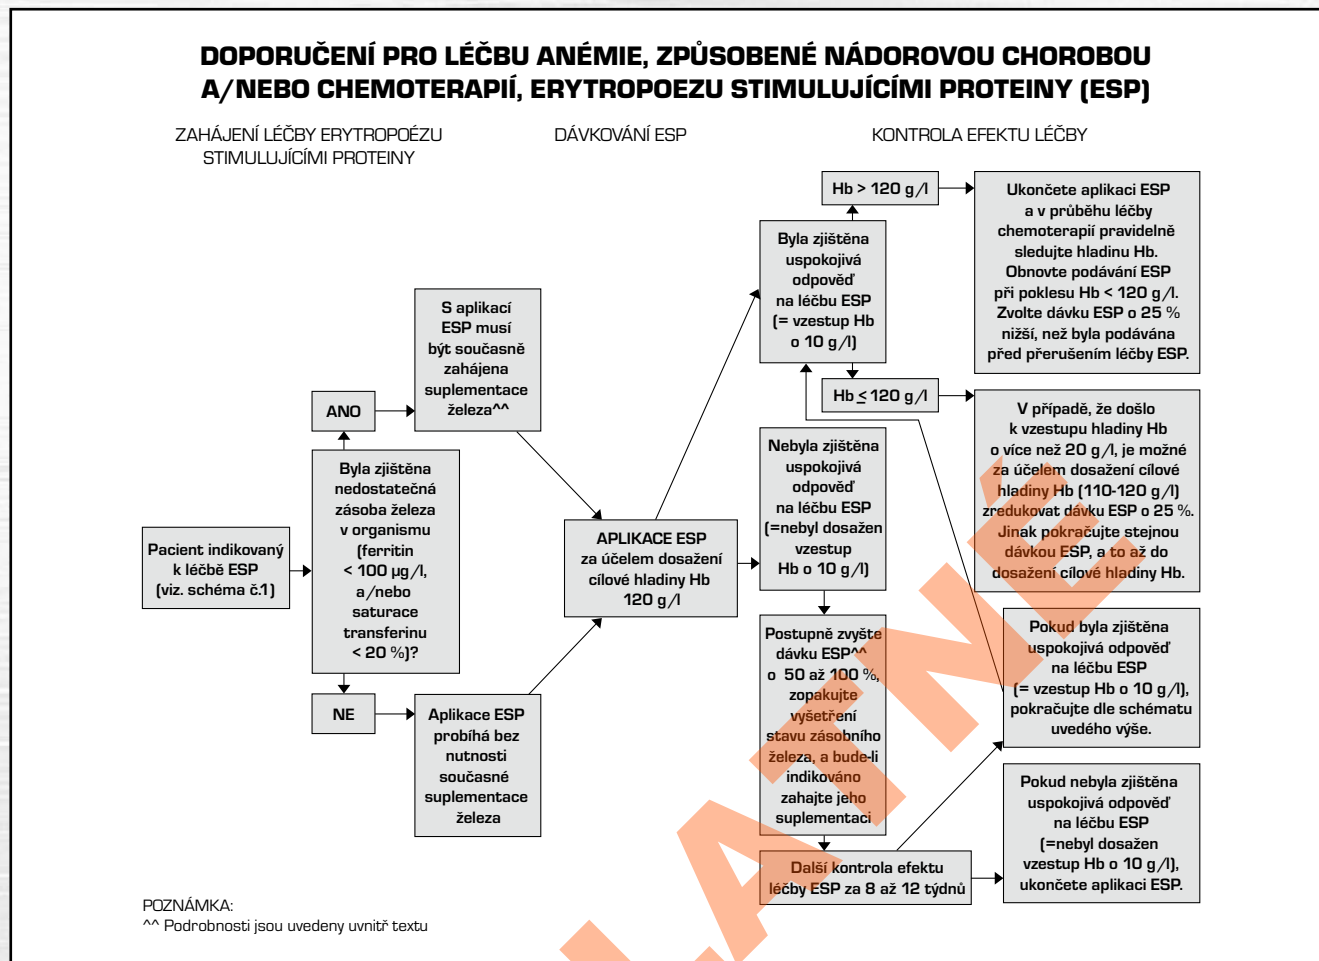 DOPORUČENÍ PRO LÉČBU ANÉMIE, ZPŮSOBENÉ NÁDOROVOU CHOROBOU
A/NEBO CHEMOTERAPIÍ, ERYTROPOEZU STIMULUJÍCÍMI PROTEINY (ESP)
ZAHÁJENÍ LÉČBY ERYTROPOÉZU
STIMULUJÍCÍMI PROTEINY
DÁVKOVÁNÍ ESP
KONTROLA EFEKTU LÉČBY
Pacient indikovaný
k léčbě ESP
(viz. schéma č.1)
ANO
Byla zjištěna
nedostatečná
zásoba železa
v organismu
(ferritin
< 100 µg/l,
a/nebo
saturace
transferinu
< 20 %)?
NE
S aplikací
ESP musí
být současně
zahájena
suplementace
železa^^
Aplikace ESP
probíhá bez
nutnosti
současné
suplementace
železa
APLIKACE ESP
za účelem dosažení
cílové hladiny Hb
120 g/l
Hb > 120 g/l
Byla zjištěna
uspokojivá
odpověď
na léčbu ESP
(= vzestup Hb
o 10 g/l)
Hb ≤ 120 g/l
Nebyla zjištěna
uspokojivá
odpověď
na léčbu ESP
(=nebyl dosažen
vzestup
Hb o 10 g/l)
Postupně zvyšte
dávku ESP^^
o 50 až 100 %,
zopakujte
vyšetření
stavu zásobního
železa, a bude-li
indikováno
zahajte jeho
suplementaci
Další kontrola efektu
léčby ESP za 8 až 12 týdnů
Ukončete aplikaci ESP
a v průběhu léčby
chemoterapií pravidelně
sledujte hladinu Hb.
Obnovte podávání ESP
při poklesu Hb < 120 g/l.
Zvolte dávku ESP o 25 %
nižší, než byla podávána
před přerušením léčby ESP.
V případě, že došlo
k vzestupu hladiny Hb
o více než 20 g/l, je možné
za účelem dosažení cílové
hladiny Hb (110-120 g/l)
zredukovat dávku ESP o 25 %.
Jinak pokračujte stejnou
dávkou ESP, a to až do
dosažení cílové hladiny Hb.
Pokud byla zjištěna
uspokojivá odpověď
na léčbu ESP
(= vzestup Hb o 10 g/l),
pokračujte dle schématu
uvedého výše.
Pokud nebyla zjištěna
uspokojivá odpověď
na léčbu ESP
(=nebyl dosažen
vzestup Hb o 10 g/l),
ukončete aplikaci ESP.
POZNÁMKA:
^^ Podrobnosti jsou uvedeny uvnitř textu
LATNÉ